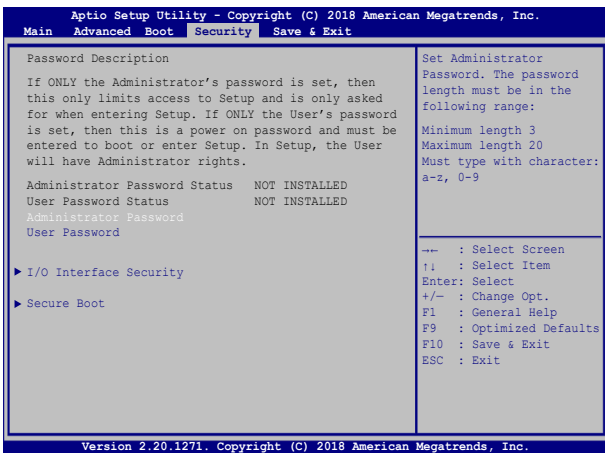 Aptio Setup Utility - Copyright (C) 2018 American Megatrends, Inc.
Main Advanced Boot Security Save & Exit
Password Description
If ONLY the Administrator's password is set, then
this only limits access to Setup and is only asked
for when entering Setup. If ONLY the User's password
is set, then this is a power on password and must be
entered to boot or enter Setup. In Setup, the User
will have Administrator rights.
Administrator Password Status NOT INSTALLED
User Password Status NOT INSTALLED
Administrator Password
User Password
▶ I/O Interface Security
▶ Secure Boot
Set Administrator
Password. The password
length must be in the
following range:
Minimum length 3
Maximum length 20
Must type with character:
a-z, 0-9
→← : Select Screen
↑↓ : Select Item
Enter: Select
+/— : Change Opt.
F1 : General Help
F9 : Optimized Defaults
F10 : Save & Exit
ESC : Exit
Version 2.20.1271. Copyright (C) 2018 American Megatrends, Inc.